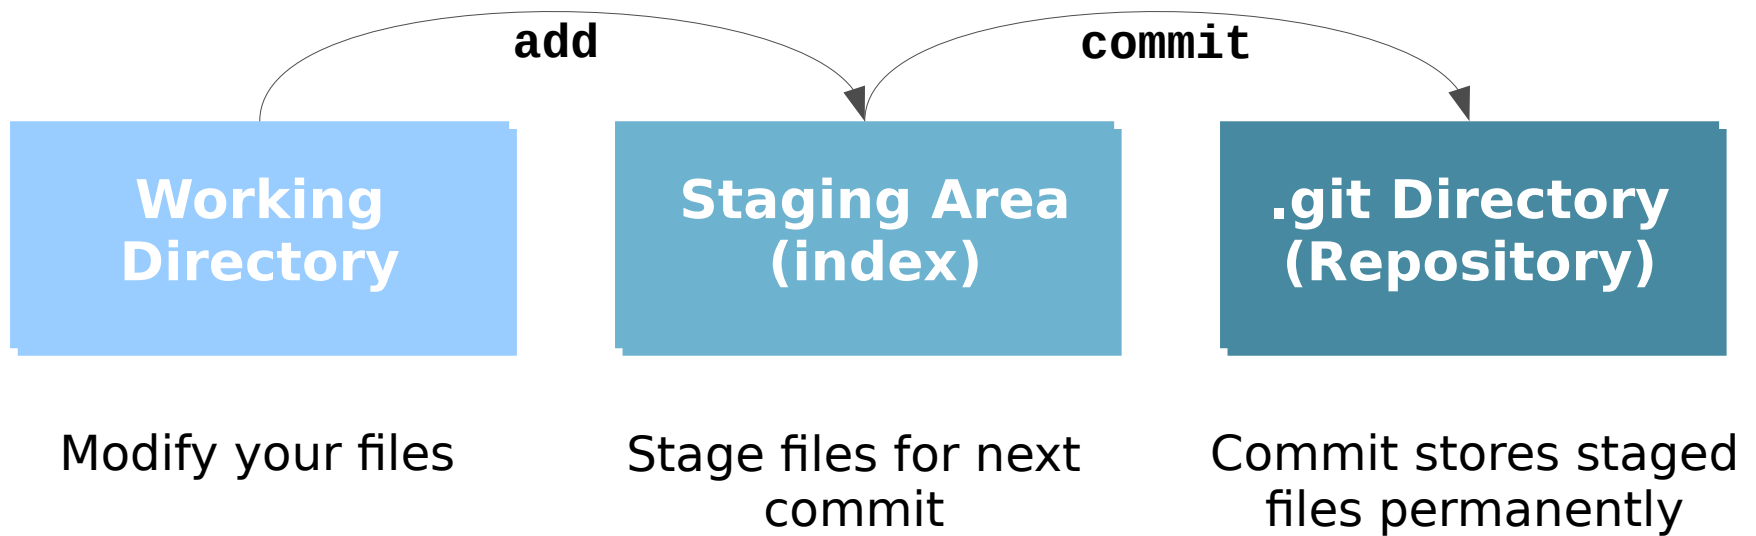 add
commit
Working
Directory
Staging Area
(index)
.git Directory
(Repository)
Modify your files
Stage files for next
commit
Commit stores staged
files permanently